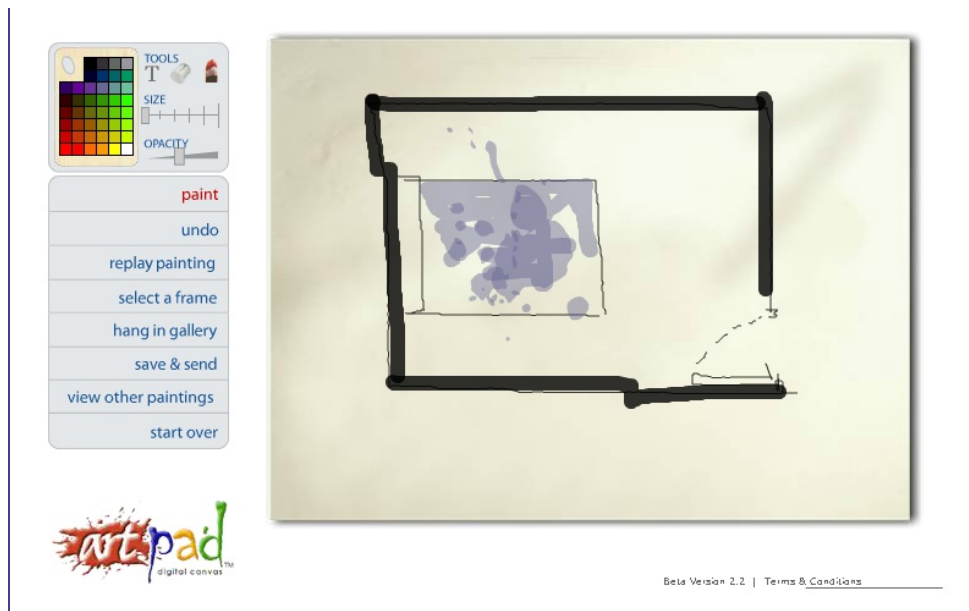 TOOLS
T
SIZE
OPACITY
paint
undo
replay painting
select a frame
hang in gallery
save & send
view other paintings
start over
artpad™
digital canvas
Beta Version 2.2 | Terms & Conditions